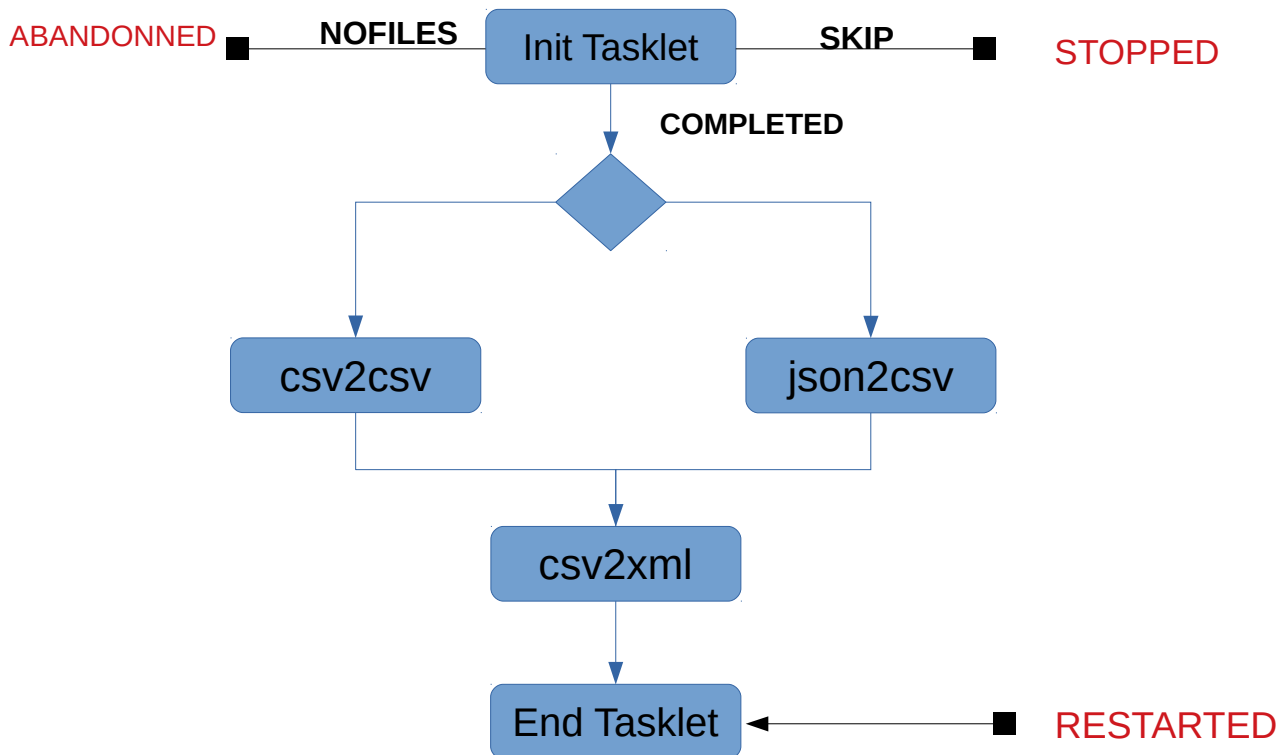 ABANDONNED
NOFILES
Init Tasklet
SKIP
STOPPED
COMPLETED
csv2csv
json2csv
csv2xml
End Tasklet
RESTARTED